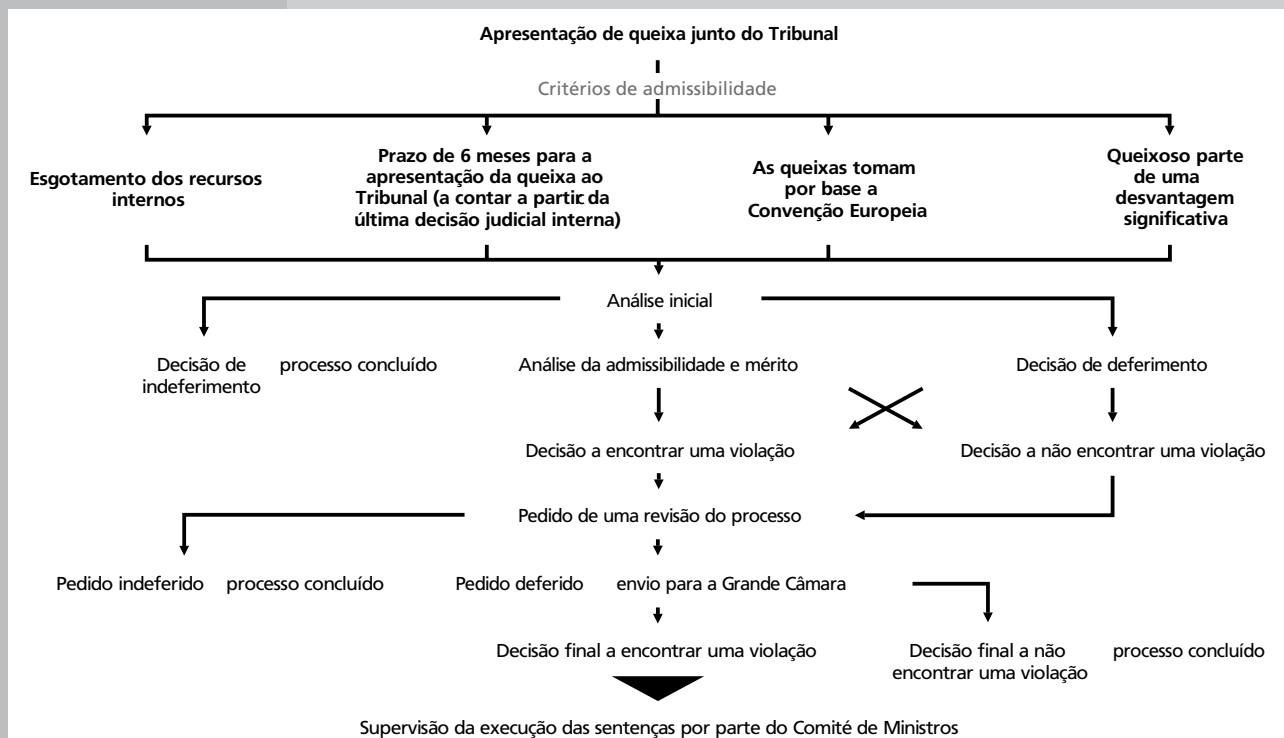 Apresentação de queixa junto do Tribunal
Critérios de admissibilidade
Esgotamento dos recursos
internos
Prazo de 6 meses para a
apresentação da queixa ao
Tribunal (a contar a partir da
última decisão judicial interna)
As queixas tomam
por base a
Convenção Europeia
Queixoso parte
de uma
desvantagem
significativa
Análise inicial
Decisão de
indeferimento
processo concluído
Análise da admissibilidade e mérito
Decisão de deferimento
Decisão a encontrar uma violação
Decisão a não encontrar uma violação
Pedido de uma revisão do processo
Pedido indeferido
processo concluído
Pedido deferido
envio para a Grande Câmara
Decisão final a encontrar uma violação
Decisão final a não
encontrar uma violação
processo concluído
Supervisão da execução das sentenças por parte do Comité de Ministros